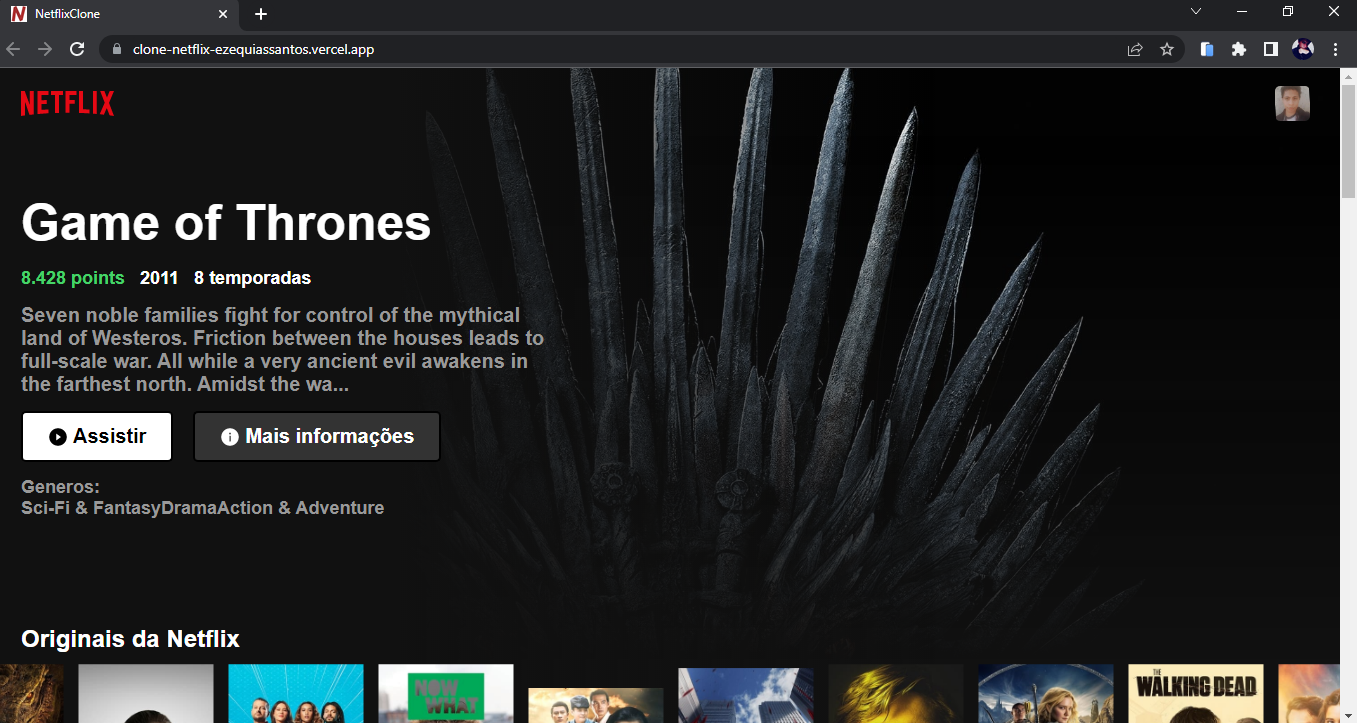 NetflixClone
clone-netflix-ezequiassantos.vercel.app
NETFLIX
Game of Thrones
8.428 points 2011 8 temporadas
Seven noble families fight for control of the mythical
land of Westeros. Friction between the houses leads to
full-scale war. All while a very ancient evil awakens in
the farthest north. Amidst the wa...
Assistir Mais informações
Generos:
Sci-Fi & FantasyDramaAction & Adventure
Originais da Netflix
NOW
WHAT
THE
WALKING DEAD